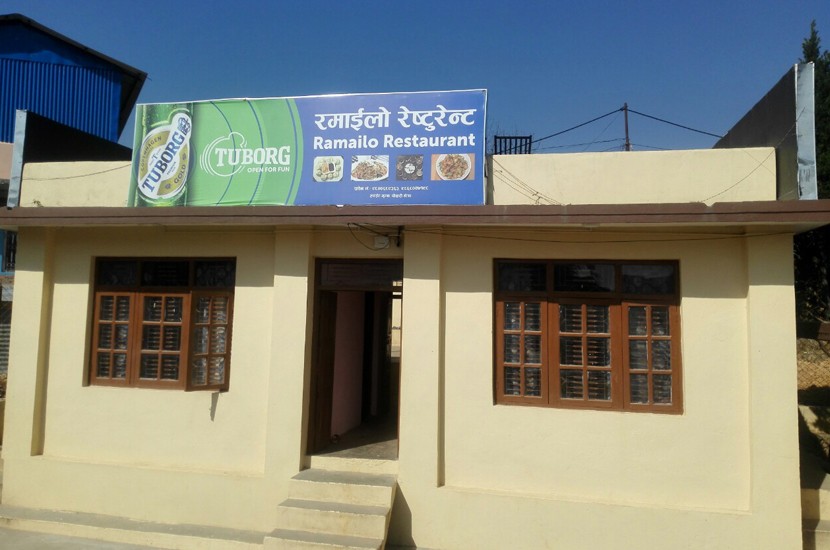 TUBORG
TUBORG
OPEN FOR FUN
रमाईलो रेष्टुरेन्ट
Ramailo Restaurant